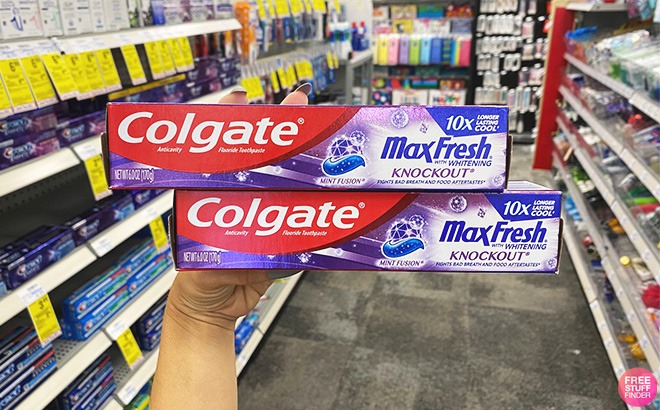 Colgate®
Anticavity Fluoride Toothpaste
NET WT 6.0 OZ (170g)
MINT FUSION®
10x LONGER LASTING COOL*
MaxFresh®
WITH WHITENING
KNOCKOUT®
FIGHTS BAD BREATH AND FOOD AFTERTASTES*
Colgate®
Anticavity Fluoride Toothpaste
NET WT 6.0 OZ (170g)
MINT FUSION®
10x LONGER LASTING COOL*
MaxFresh®
WITH WHITENING
KNOCKOUT®
FIGHTS BAD BREATH AND FOOD AFTERTASTES*
FREE
STUFF
FINDER